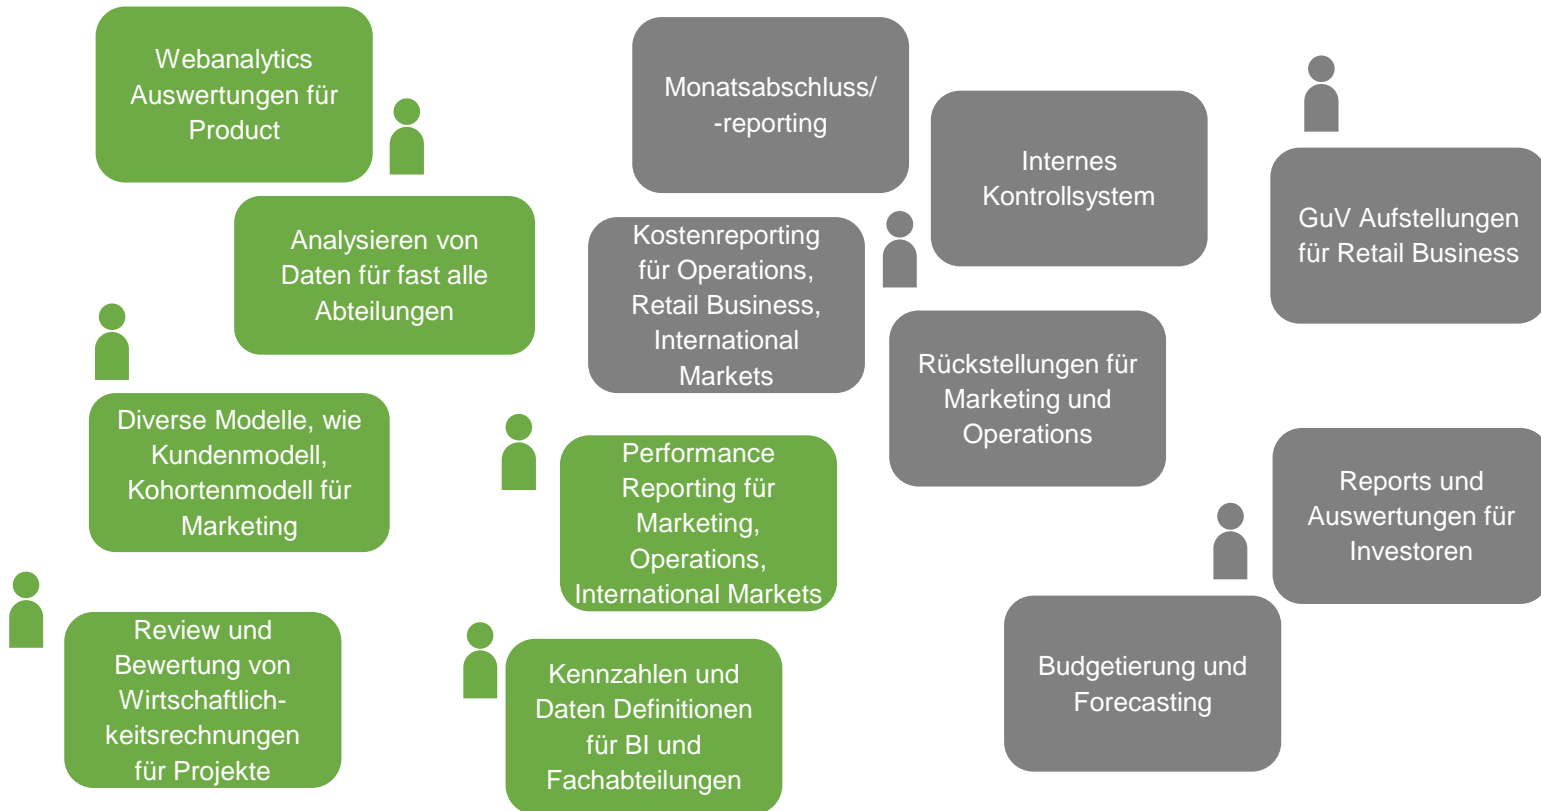 Webanalytics
Auswertungen für
Product
Analysieren von
Daten für fast alle
Abteilungen
Diverse Modelle, wie
Kundenmodell,
Kohortenmodell für
Marketing
Review und
Bewertung von
Wirtschaftlich-
keitsrechnungen
für Projekte
Monatsabschluss/
-reporting
Kostenreporting
für Operations,
Retail Business,
International
Markets
Performance
Reporting für
Marketing,
Operations,
International Markets
Kennzahlen und
Daten Definitionen
für BI und
Fachabteilungen
Internes
Kontrollsystem
Rückstellungen für
Marketing und
Operations
Budgetierung und
Forecasting
GuV Aufstellungen
für Retail Business
Reports und
Auswertungen für
Investoren